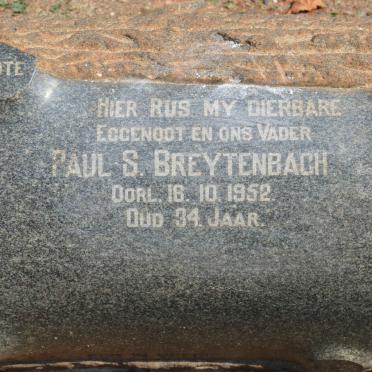 HIER RUS MY DIERBARE
EGGENOOT EN ONS VADER
PAUL S. BREYTENBACH
OORL. 16. 10. 1952.
OUD 34 JAAR.